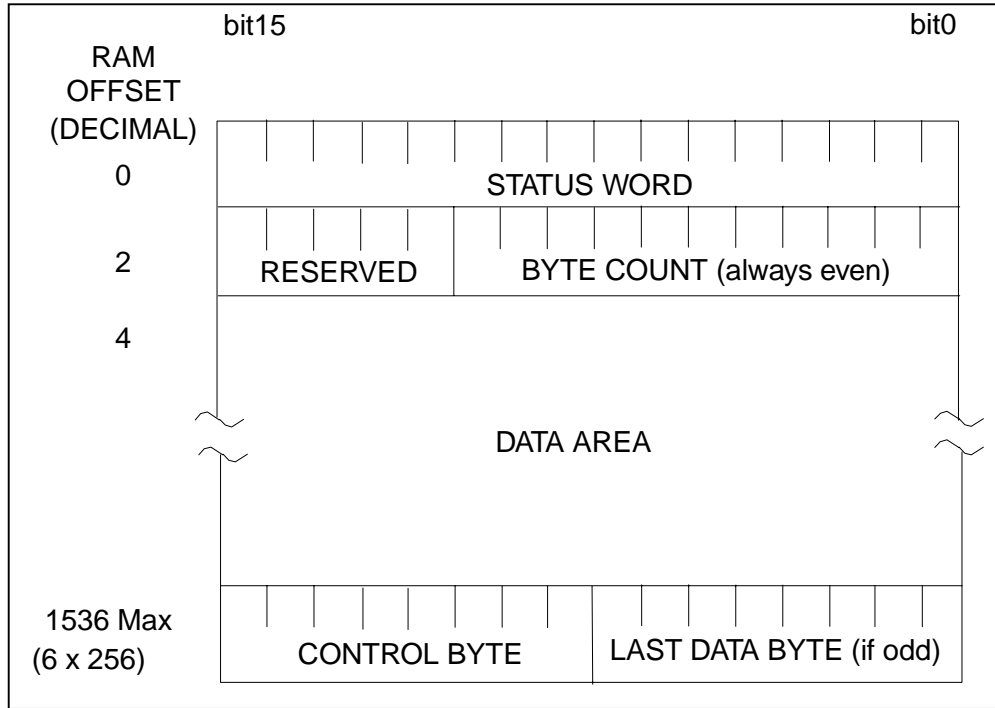 bit15
bit0
RAM
OFFSET
(DECIMAL)
0
STATUS WORD
2
RESERVED
BYTE COUNT (always even)
4
DATA AREA
1536 Max
(6 x 256)
CONTROL BYTE
LAST DATA BYTE (if odd)